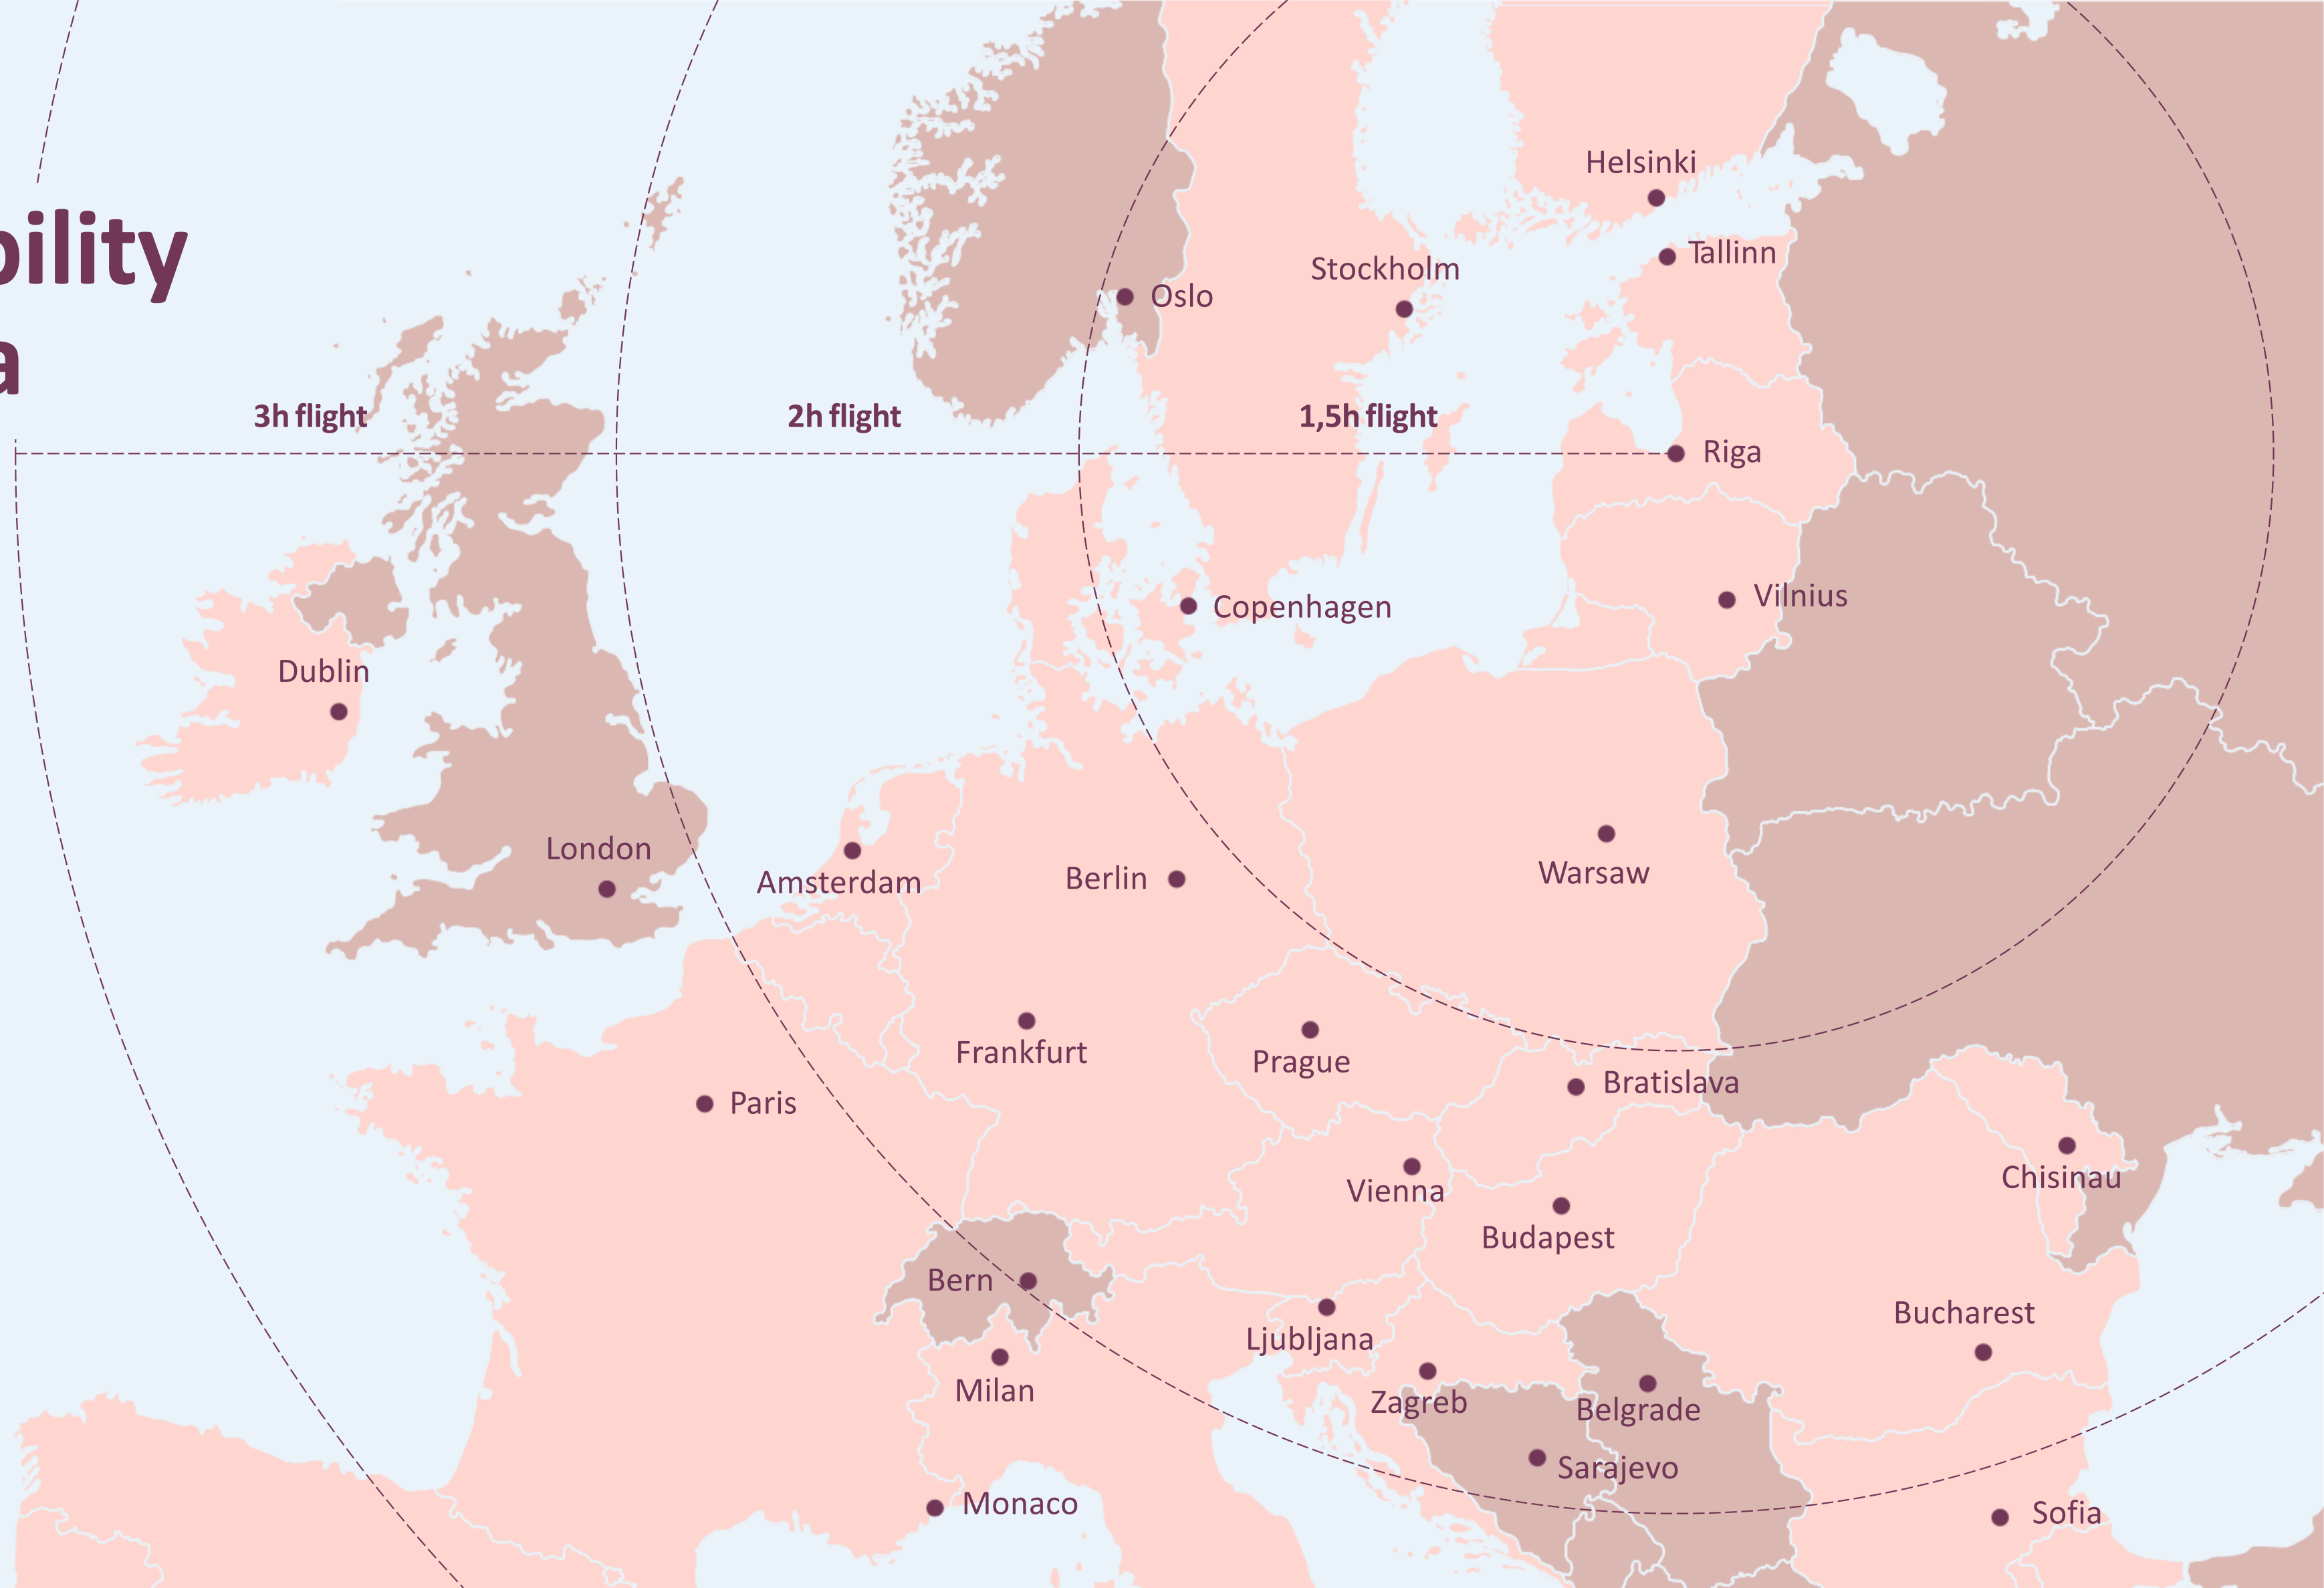 bility
a
3h flight
2h flight
1,5h flight
Helsinki
Tallinn
Stockholm
Oslo
Riga
Vilnius
Copenhagen
Dublin
London
Amsterdam
Berlin
Warsaw
Frankfurt
Prague
Bratislava
Paris
Vienna
Chisinau
Budapest
Bern
Ljubljana
Bucharest
Milan
Zagreb
Belgrade
Sarajevo
Monaco
Sofia